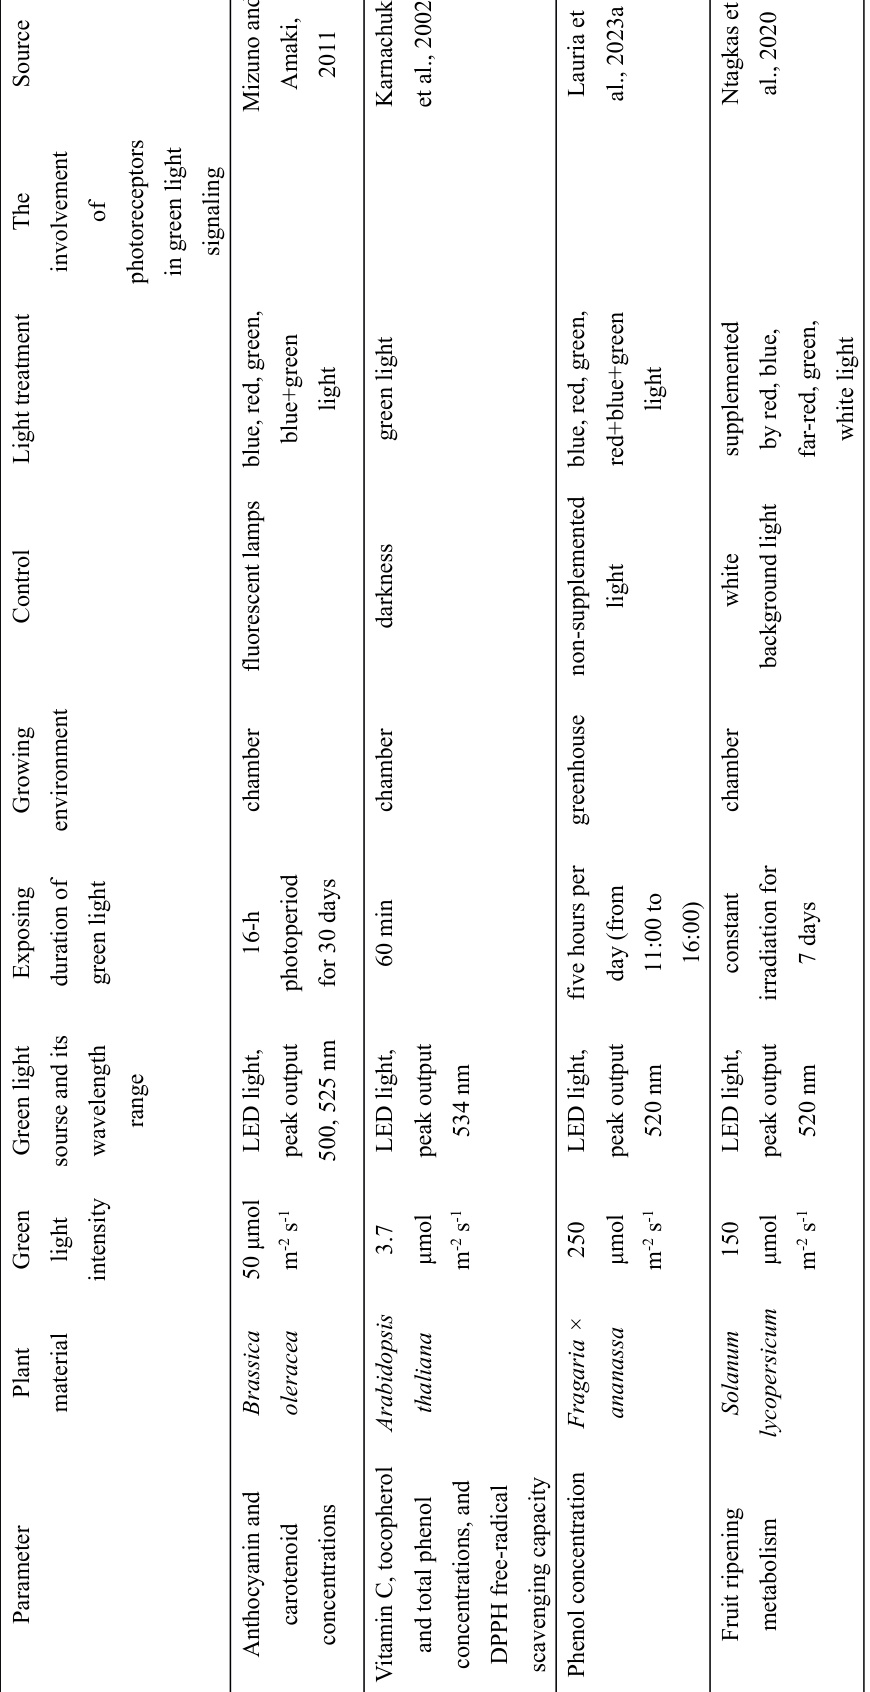 Parameter
Plant
material
Green
light
intensity
Green light
sourse and its
wavelength
range
Exposing
duration of
green light
Growing
environment
Control
Light treatment
The
involvement
of
photoreceptors
in green light
signaling
Source
Anthocyanin and
carotenoid
concentrations
Brassica
oleracea
50 μmol
m-2 s-1
LED light,
peak output
500, 525 nm
16-h
photoperiod
for 30 days
chamber
fluorescent lamps
blue, red, green,
blue+green
light
Mizuno and
Amaki,
2011
Vitamin C, tocopherol
and total phenol
concentrations, and
DPPH free-radical
scavenging capacity
Arabidopsis
thaliana
3.7
μmol
m-2 s-1
LED light,
peak output
534 nm
60 min
chamber
darkness
green light
Karnachuk
et al., 2002
Phenol concentration
Fragaria ×
ananassa
250
μmol
m-2 s-1
LED light,
peak output
520 nm
five hours per
day (from
11:00 to
16:00)
greenhouse
non-supplemented
light
blue, red, green,
red+blue+green
light
Lauria et
al., 2023a
Fruit ripening
metabolism
Solanum
lycopersicum
150
μmol
m-2 s-1
LED light,
peak output
520 nm
constant
irradiation for
7 days
chamber
white
background light
supplemented
by red, blue,
far-red, green,
white light
Ntagkas et
al., 2020